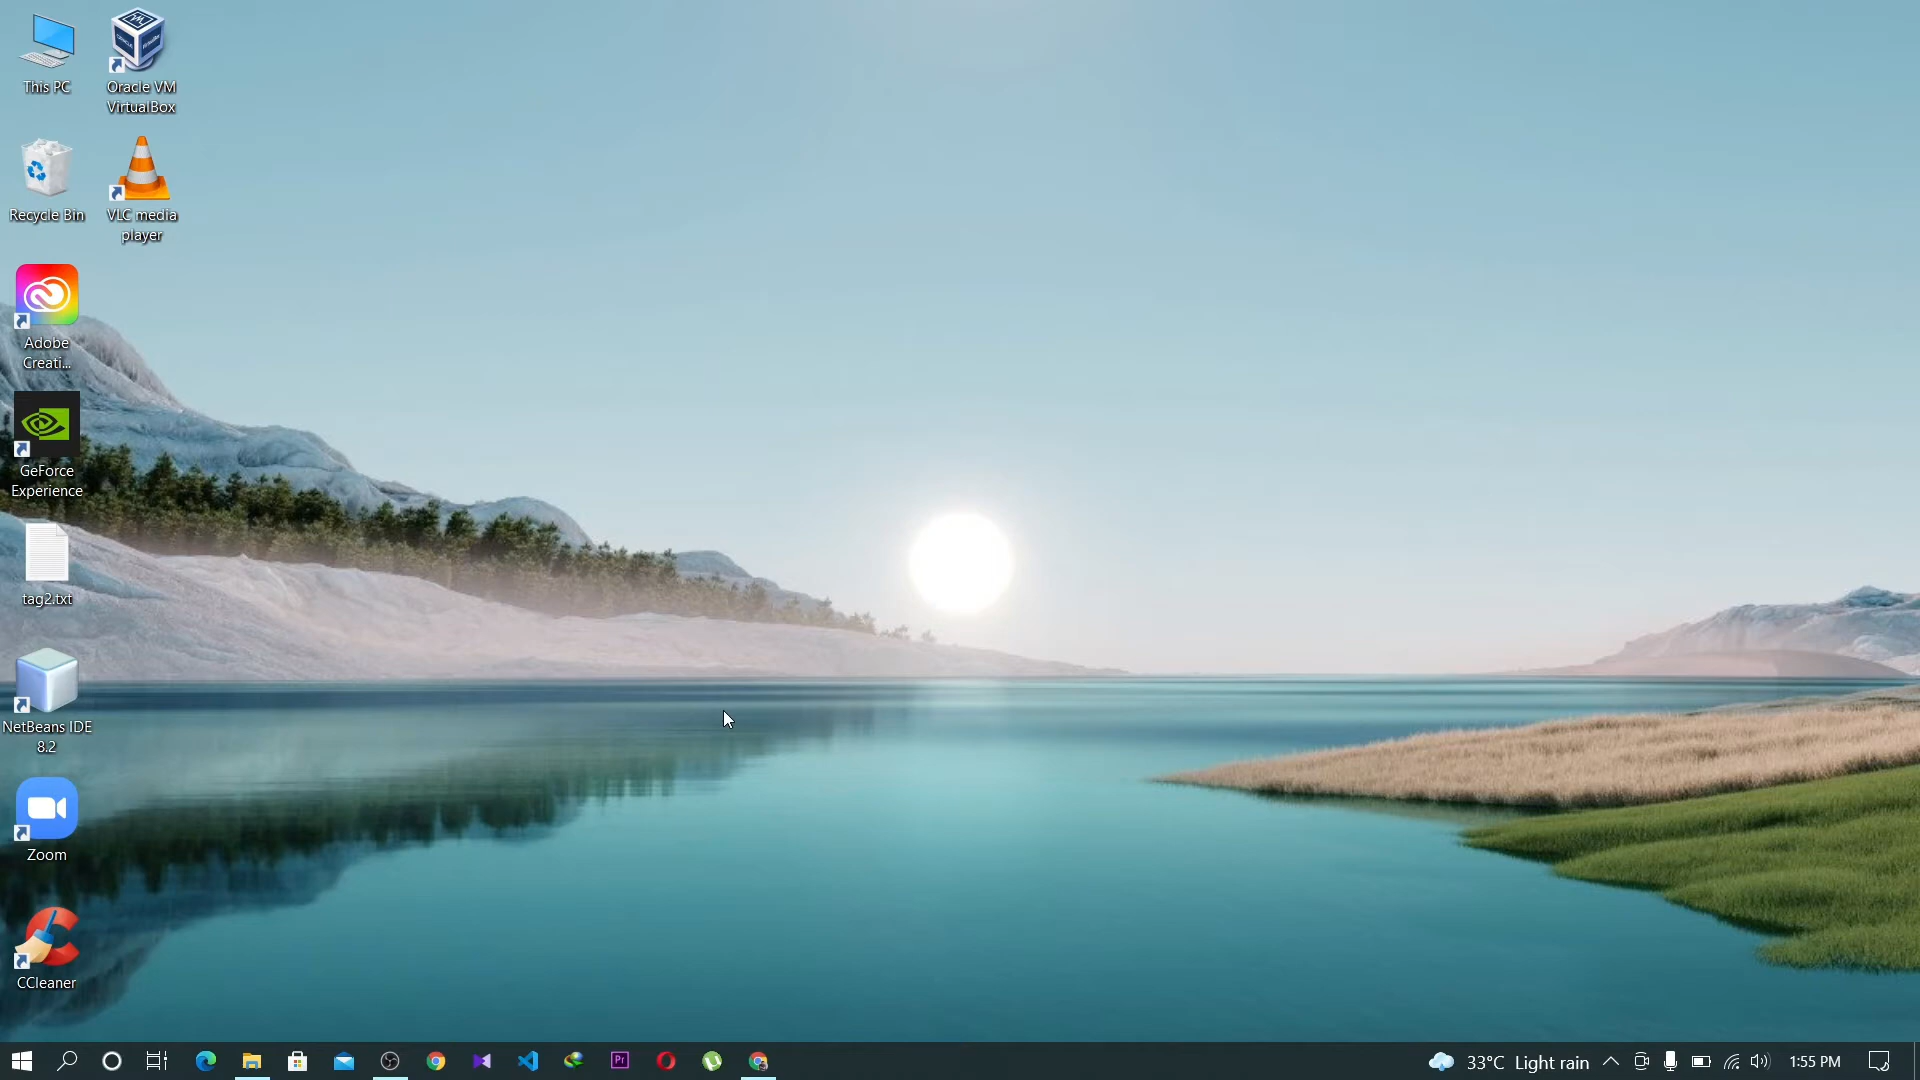 This PC
Oracle VM
VirtualBox
Recycle Bin
VLC media
player
Adobe
Creati...
GeForce
Experience
tag2.txt
NetBeans IDE
8.2
Zoom
CCleaner
Pr
33°C Light rain
1:55 PM